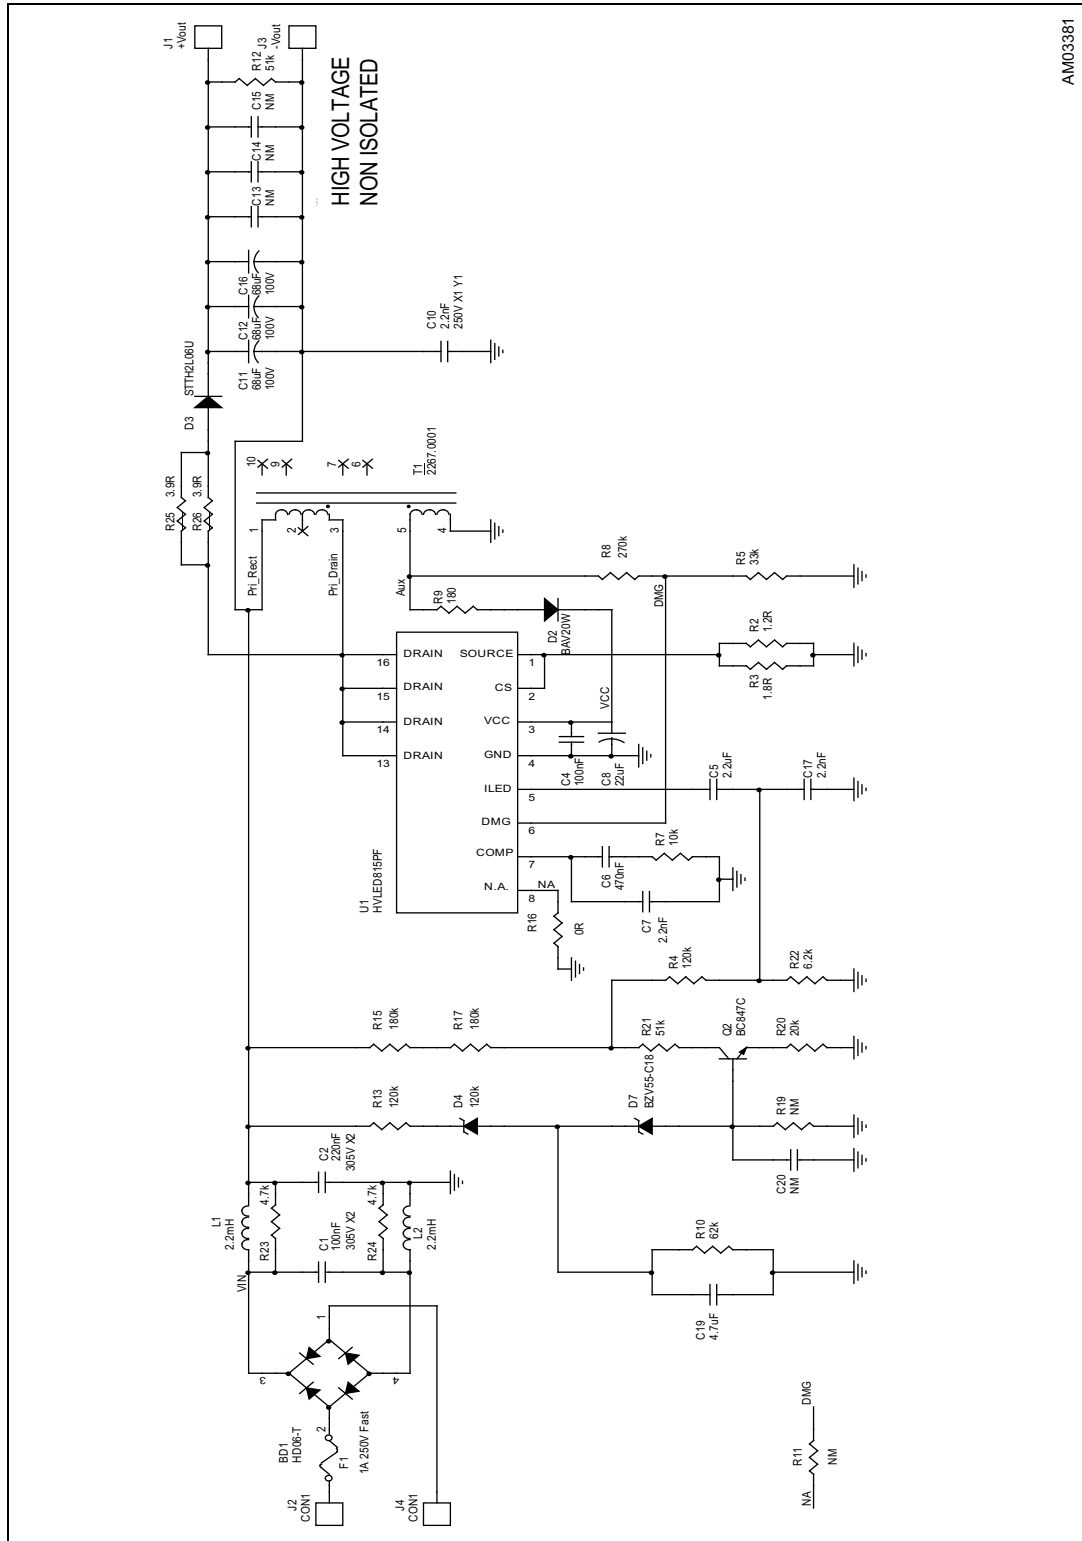 AM03381
J1
+Vout
J3
-Vout
R12
51k
C15
NM
C14
NM
C13
NM
C16
68uF
100V
C12
68uF
100V
C11
68uF
100V
HIGH VOLTAGE
NON ISOLATED
C10
2.2nF
250V X1 Y1
D3
STTH2L06U
R25
3.9R
R26
3.9R
10
9
7
6
T1
2267.0001
1
2
3
5
4
Pri_Rect
Pri_Drain
Aux
R9
180
D2
BAV20W
R8
270k
DMG
R5
33k
R2
1.2R
R3
1.8R
VCC
16
DRAIN
SOURCE
1
15
DRAIN
CS
2
14
DRAIN
VCC
3
13
DRAIN
GND
4
ILED
5
DMG
6
COMP
7
N.A.
8
NA
U1
HVLED815PF
C4
100nF
C8
22uF
C5
2.2uF
C17
2.2nF
R7
10k
C6
470nF
C7
2.2nF
R16
0R
R4
120k
R22
6.2k
R15
180k
R17
180k
R21
51k
Q2
BC847C
R20
20k
R13
120k
D4
120k
D7
BZV55-C18
R19
NM
C20
NM
L1
2.2mH
R23
4.7k
C2
220nF
305V X2
C1
100nF
305V X2
R24
4.7k
L2
2.2mH
VIN
R10
62k
C19
4.7uF
1
3
4
2
BD1
HD06-T
F1
1A 250V Fast
J2
CON1
J4
CON1
R11
NM
DMG
NA